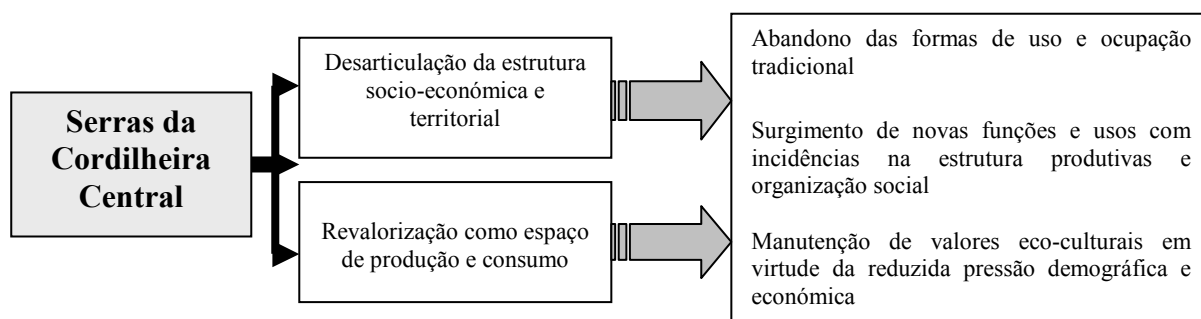 Serras da
Cordilheira
Central
Desarticulação da estrutura
socio-económica e
territorial
Revalorização como espaço
de produção e consumo
Abandono das formas de uso e ocupação
tradicional
Surgimento de novas funções e usos com
incidências na estrutura produtivas e
organização social
Manutenção de valores eco-culturais em
virtude da reduzida pressão demográfica e
económica